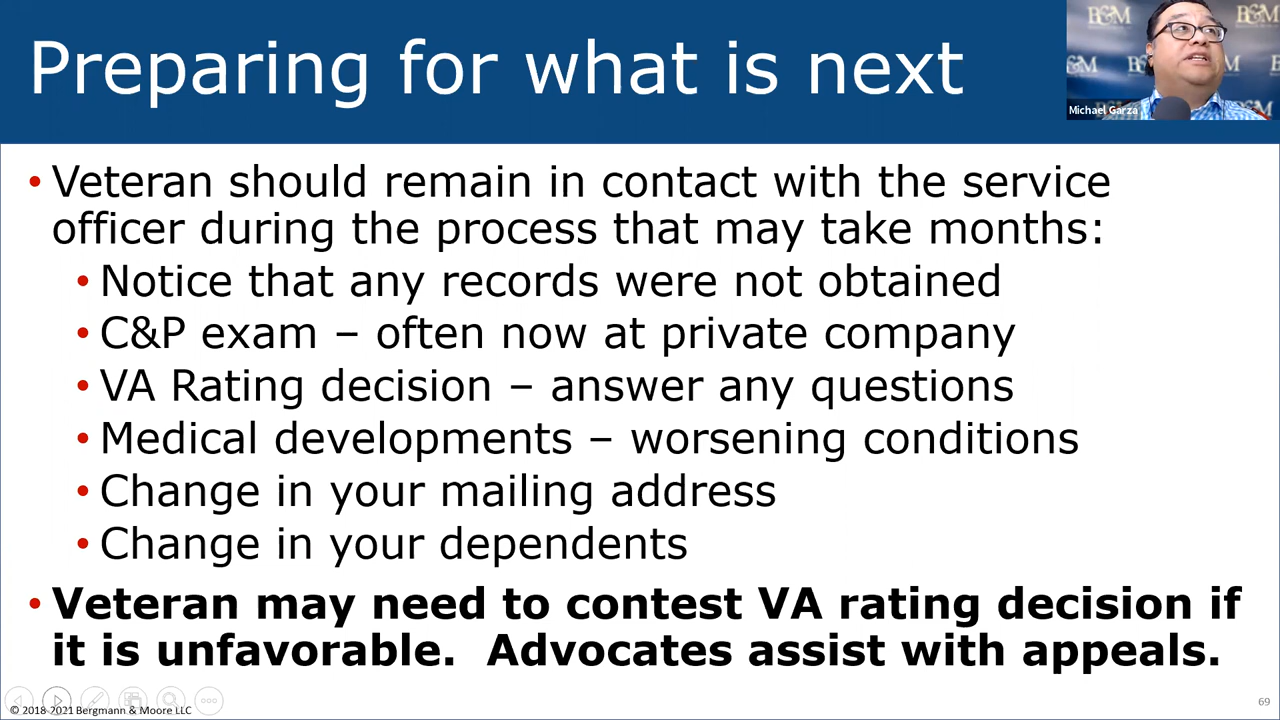 Preparing for what is next
B&M
B&M
B&M
B&M
Michael Garza
• Veteran should remain in contact with the service
officer during the process that may take months:
• Notice that any records were not obtained
• C&P exam – often now at private company
• VA Rating decision – answer any questions
• Medical developments – worsening conditions
• Change in your mailing address
• Change in your dependents
• Veteran may need to contest VA rating decision if
it is unfavorable.  Advocates assist with appeals.
© 2018-2021 Bergmann & Moore LLC
69